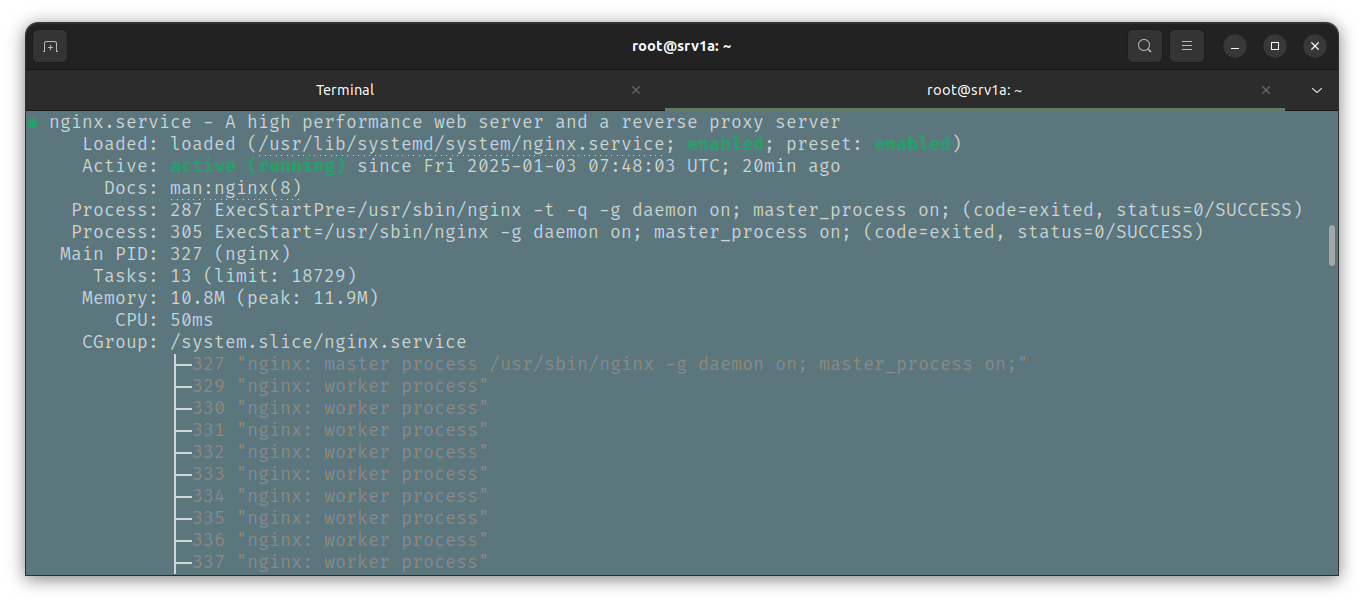 root@srv1a: ~
Terminal
root@srv1a: ~
● nginx.service - A high performance web server and a reverse proxy server
Loaded: loaded (/usr/lib/systemd/system/nginx.service; enabled; preset: enabled)
Active: active (running) since Fri 2025-01-03 07:48:03 UTC; 20min ago
Docs: man:nginx(8)
Process: 287 ExecStartPre=/usr/sbin/nginx -t -q -g daemon on; master_process on; (code=exited, status=0/SUCCESS)
Process: 305 ExecStart=/usr/sbin/nginx -g daemon on; master_process on; (code=exited, status=0/SUCCESS)
Main PID: 327 (nginx)
Tasks: 13 (limit: 18729)
Memory: 10.8M (peak: 11.9M)
CPU: 50ms
CGroup: /system.slice/nginx.service
├─327 "nginx: master process /usr/sbin/nginx -g daemon on; master_process on;"
├─329 "nginx: worker process"
├─330 "nginx: worker process"
├─331 "nginx: worker process"
├─332 "nginx: worker process"
├─333 "nginx: worker process"
├─334 "nginx: worker process"
├─335 "nginx: worker process"
├─336 "nginx: worker process"
├─337 "nginx: worker process"